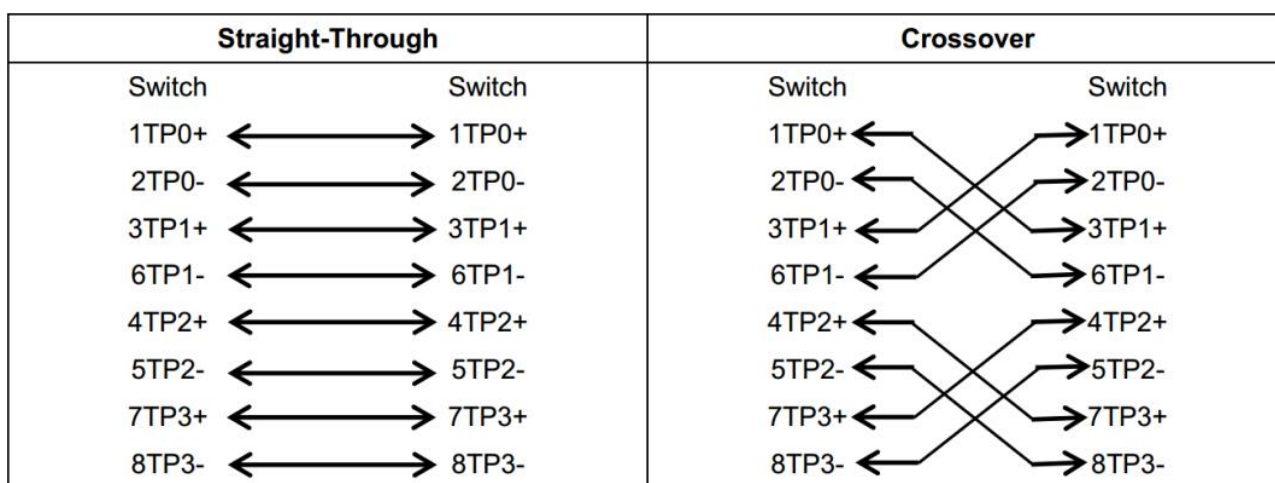 Straight-Through Crossover
Switch Switch Switch Switch
1TP0+ 1TP0+ 1TP0+ 1TP0+
2TP0- 2TP0- 2TP0- 2TP0-
3TP1+ 3TP1+ 3TP1+ 3TP1+
6TP1- 6TP1- 6TP1- 6TP1-
4TP2+ 4TP2+ 4TP2+ 4TP2+
5TP2- 5TP2- 5TP2- 5TP2-
7TP3+ 7TP3+ 7TP3+ 7TP3+
8TP3- 8TP3- 8TP3- 8TP3-